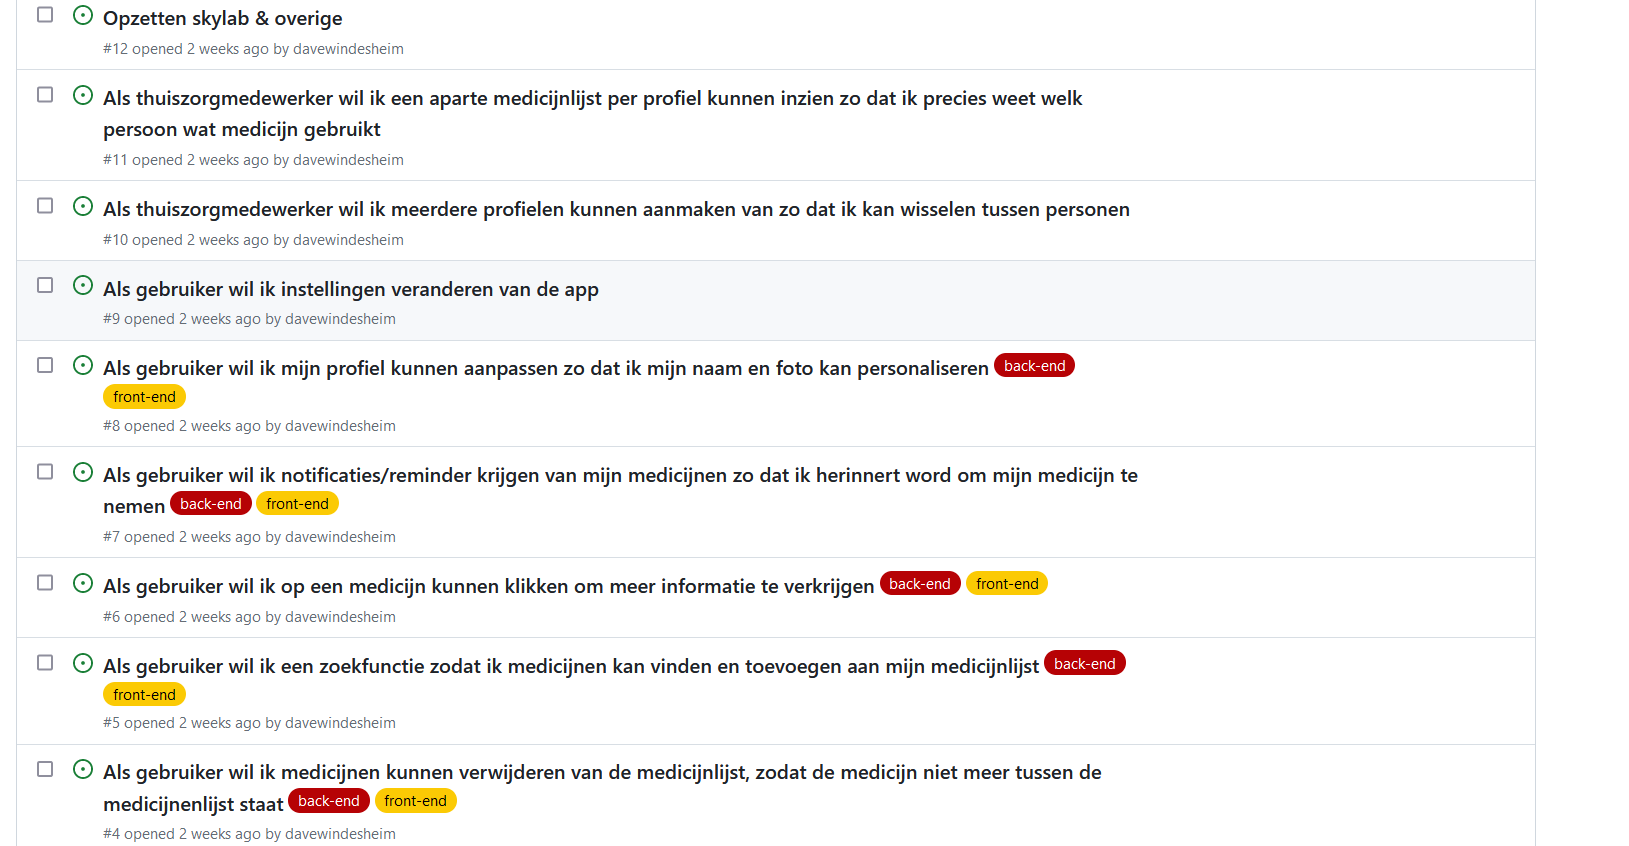 Opzetten skylab & overige
#12 opened 2 weeks ago by davewindesheim
Als thuiszorgmedewerker wil ik een aparte medicijnlijst per profiel kunnen inzien zo dat ik precies weet welk
persoon wat medicijn gebruikt
#11 opened 2 weeks ago by davewindesheim
Als thuiszorgmedewerker wil ik meerdere profielen kunnen aanmaken van zo dat ik kan wisselen tussen personen
#10 opened 2 weeks ago by davewindesheim
Als gebruiker wil ik instellingen veranderen van de app
#9 opened 2 weeks ago by davewindesheim
Als gebruiker wil ik mijn profiel kunnen aanpassen zo dat ik mijn naam en foto kan personaliseren back-end
front-end
#8 opened 2 weeks ago by davewindesheim
Als gebruiker wil ik notificaties/reminder krijgen van mijn medicijnen zo dat ik herinnert word om mijn medicijn te
nemen back-end front-end
#7 opened 2 weeks ago by davewindesheim
Als gebruiker wil ik op een medicijn kunnen klikken om meer informatie te verkrijgen back-end front-end
#6 opened 2 weeks ago by davewindesheim
Als gebruiker wil ik een zoekfunctie zodat ik medicijnen kan vinden en toevoegen aan mijn medicijnlijst back-end
front-end
#5 opened 2 weeks ago by davewindesheim
Als gebruiker wil ik medicijnen kunnen verwijderen van de medicijnlijst, zodat de medicijn niet meer tussen de
medicijnenlijst staat back-end front-end
#4 opened 2 weeks ago by davewindesheim